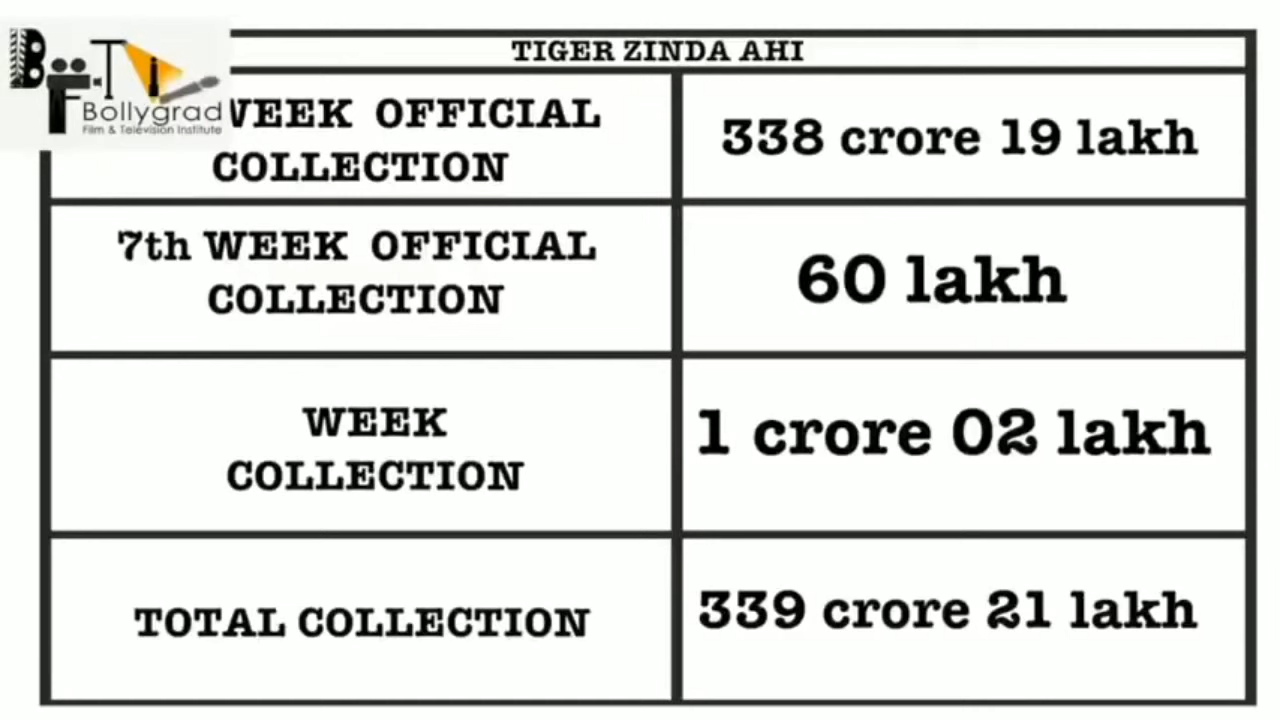 TIGER ZINDA AHI
Bollygrad
Film & Television Institute
WEEK OFFICIAL
COLLECTION
338 crore 19 lakh
7th WEEK OFFICIAL
COLLECTION
60 lakh
WEEK
COLLECTION
1 crore 02 lakh
TOTAL COLLECTION
339 crore 21 lakh